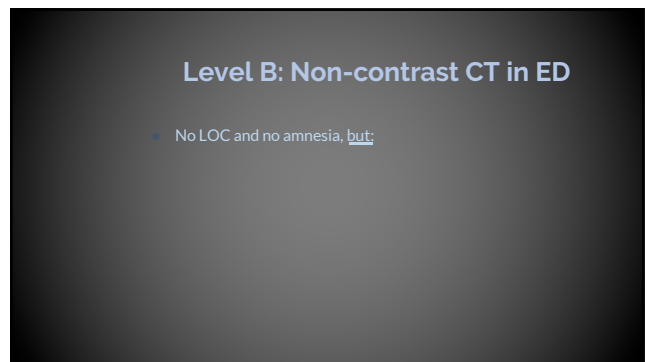 Level B: Non-contrast CT in ED
No LOC and no amnesia, but: